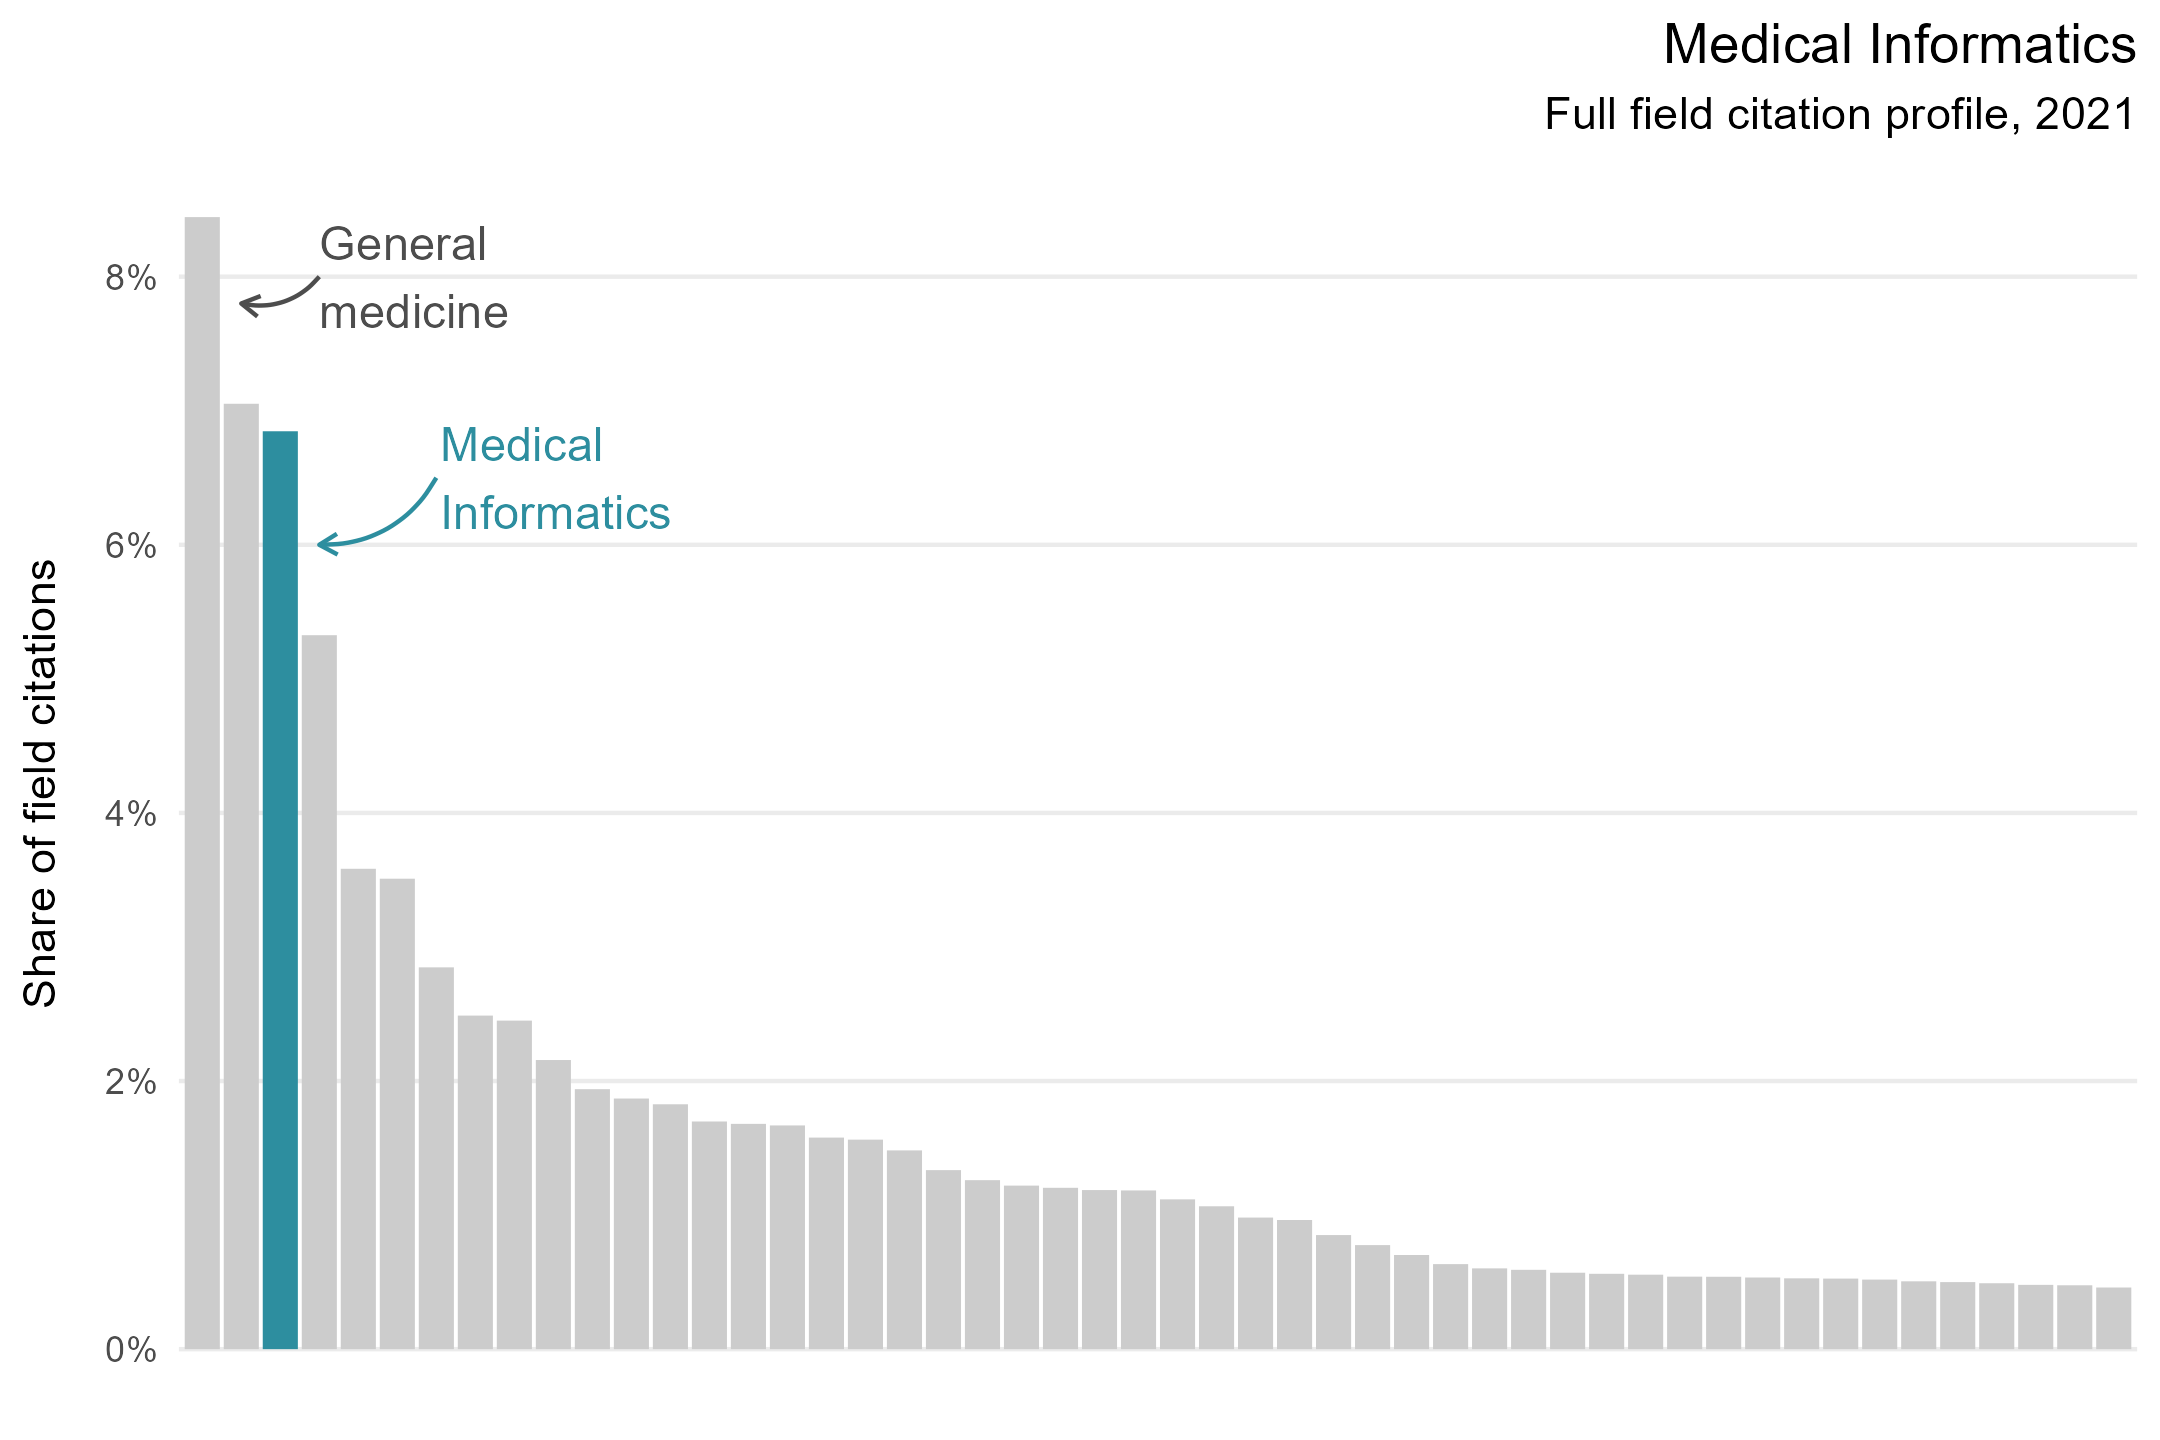 Medical Informatics
Full field citation profile, 2021
General
medicine
Medical
Informatics
Share of field citations
8%
6%
4%
2%
0%